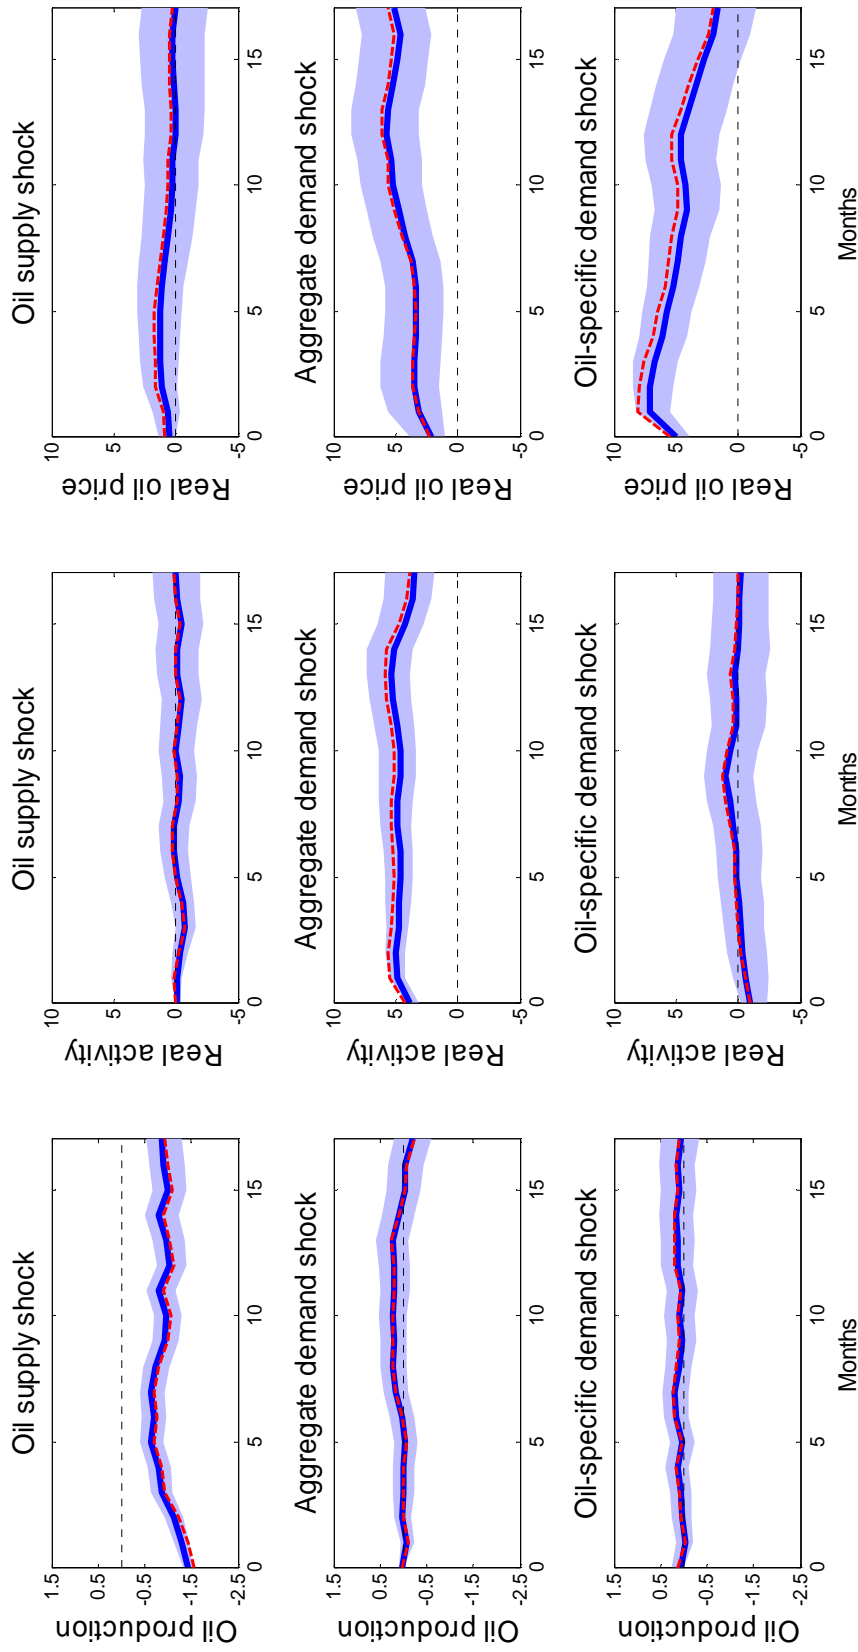 Oil supply shock
Oil production
1.5
0.5
-0.5
-1.5
-2.5
0 5 10 15
Oil supply shock
Real activity
10
5
0
-5
0 5 10 15
Oil supply shock
Real oil price
10
5
0
-5
0 5 10 15
Aggregate demand shock
Oil production
1.5
0.5
-0.5
-1.5
-2.5
0 5 10 15
Aggregate demand shock
Real activity
10
5
0
-5
0 5 10 15
Aggregate demand shock
Real oil price
10
5
0
-5
0 5 10 15
Oil-specific demand shock
Oil production
1.5
0.5
-0.5
-1.5
-2.5
0 5 10 15
Months
Oil-specific demand shock
Real activity
10
5
0
-5
0 5 10 15
Months
Oil-specific demand shock
Real oil price
10
5
0
-5
0 5 10 15
Months